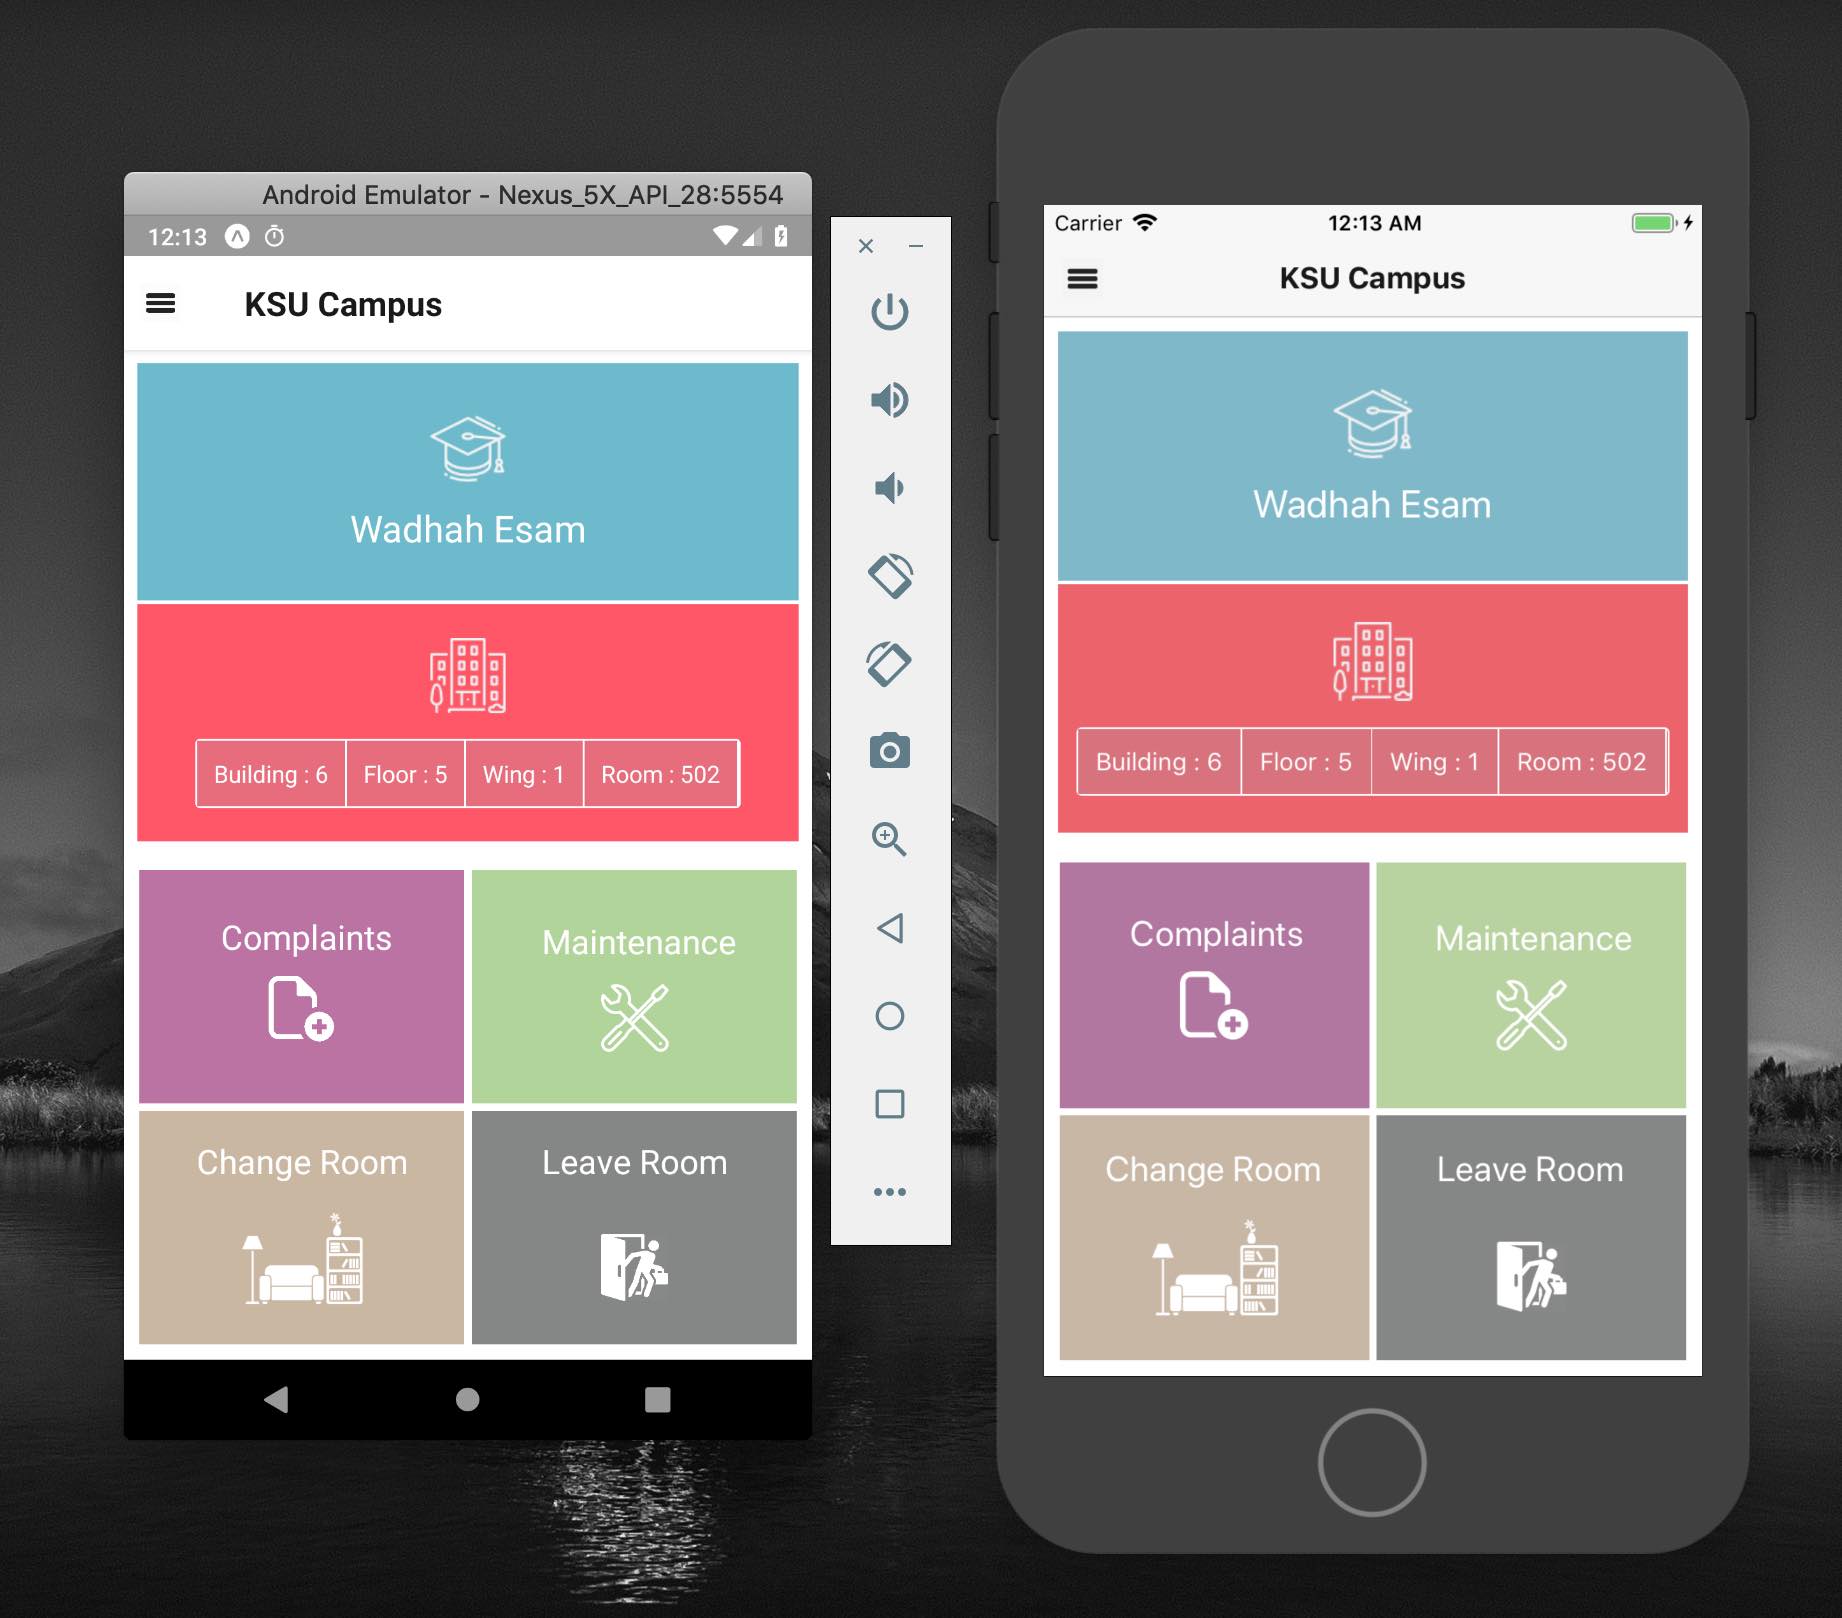 Android Emulator - Nexus_5X_API_28:5554
12:13
KSU Campus
Wadhah Esam
Building : 6
Floor : 5
Wing : 1
Room : 502
Complaints
Maintenance
Change Room
Leave Room
Carrier
12:13 AM
KSU Campus
Wadhah Esam
Building : 6
Floor : 5
Wing : 1
Room : 502
Complaints
Maintenance
Change Room
Leave Room